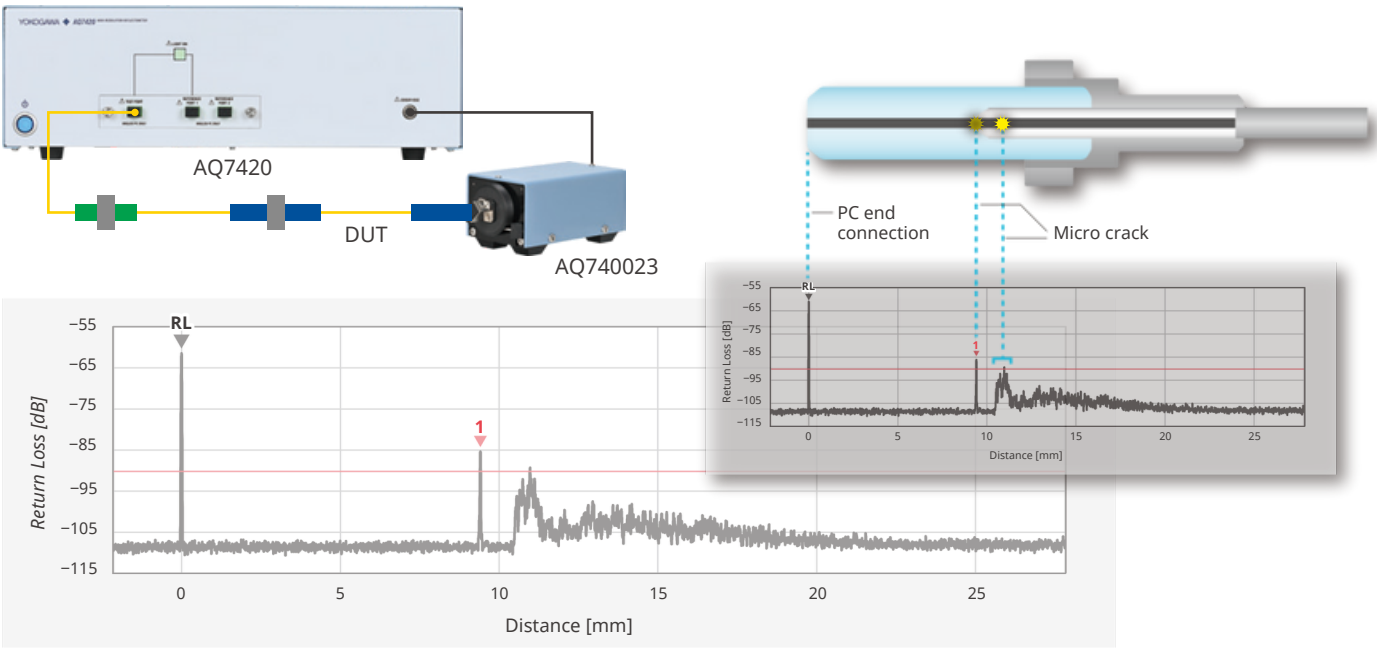 YOKOGAWA ◆ AQ7420
AQ7420
DUT
AQ740023
PC end
connection
Micro crack
−55
−65
−75
−85
−95
−105
−115
Return Loss [dB]
RL
1
0
5
10
15
20
25
Distance [mm]
−55
−65
−75
−85
−95
−105
−115
Return Loss [dB]
RL
1
0
5
10
15
20
25
Distance [mm]